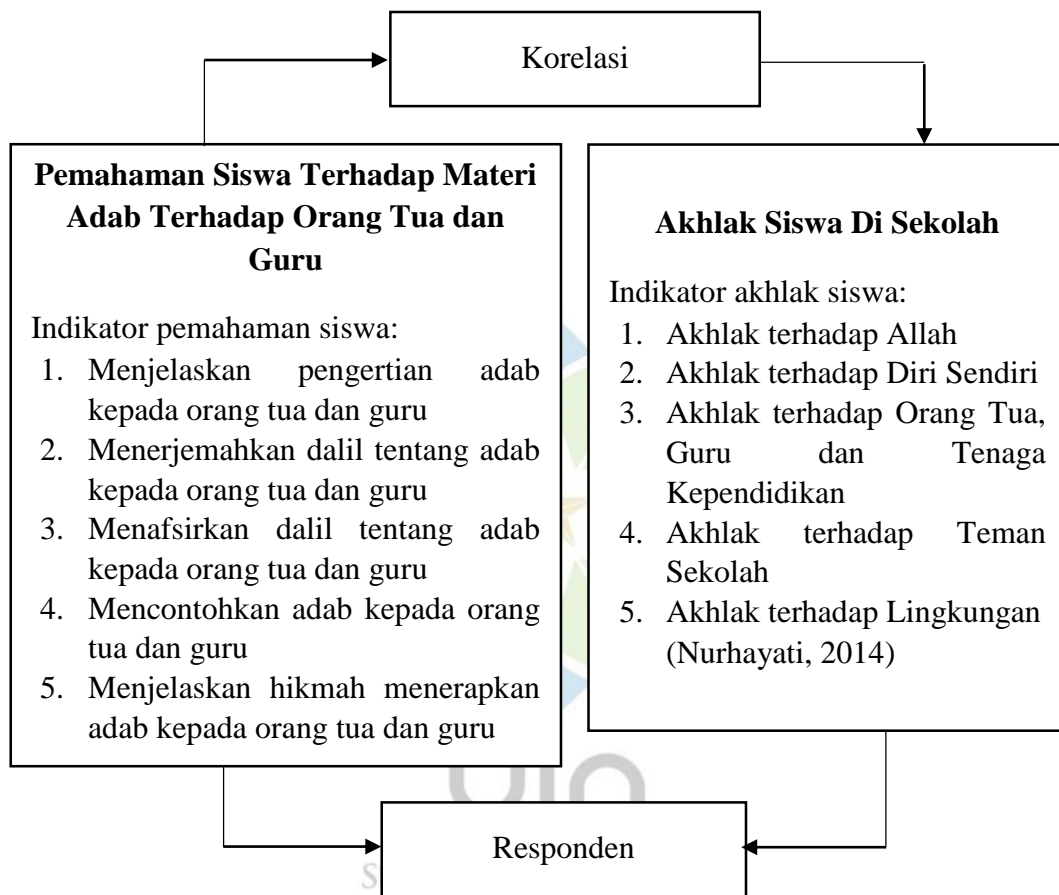 Korelasi
Pemahaman Siswa Terhadap Materi
Adab Terhadap Orang Tua dan
Guru
Indikator pemahaman siswa:
1. Menjelaskan pengertian adab
kepada orang tua dan guru
2. Menerjemahkan dalil tentang adab
kepada orang tua dan guru
3. Menafsirkan dalil tentang adab
kepada orang tua dan guru
4. Mencontohkan adab kepada orang
tua dan guru
5. Menjelaskan hikmah menerapkan
adab kepada orang tua dan guru
Akhlak Siswa Di Sekolah
Indikator akhlak siswa:
1. Akhlak terhadap Allah
2. Akhlak terhadap Diri Sendiri
3. Akhlak terhadap Orang Tua,
Guru dan Tenaga
Kependidikan
4. Akhlak terhadap Teman
Sekolah
5. Akhlak terhadap Lingkungan
(Nurhayati, 2014)
Responden